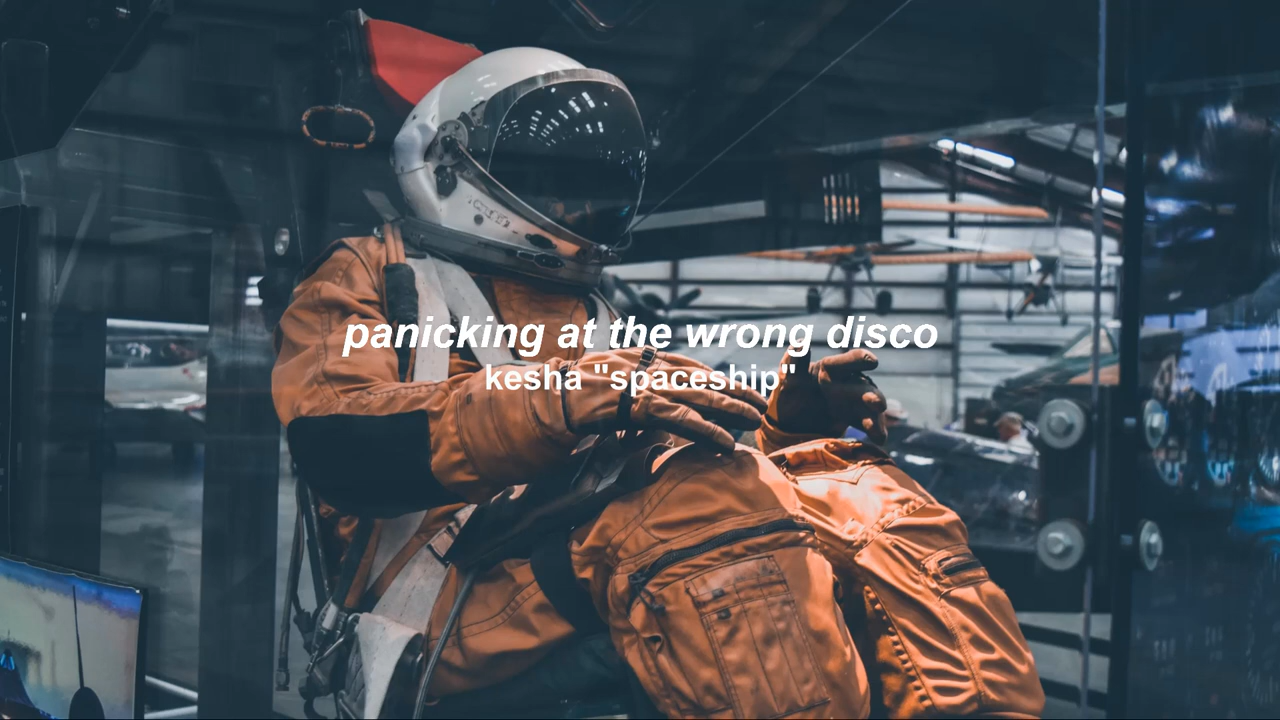 panicking at the wrong disco
kesha "spaceship"